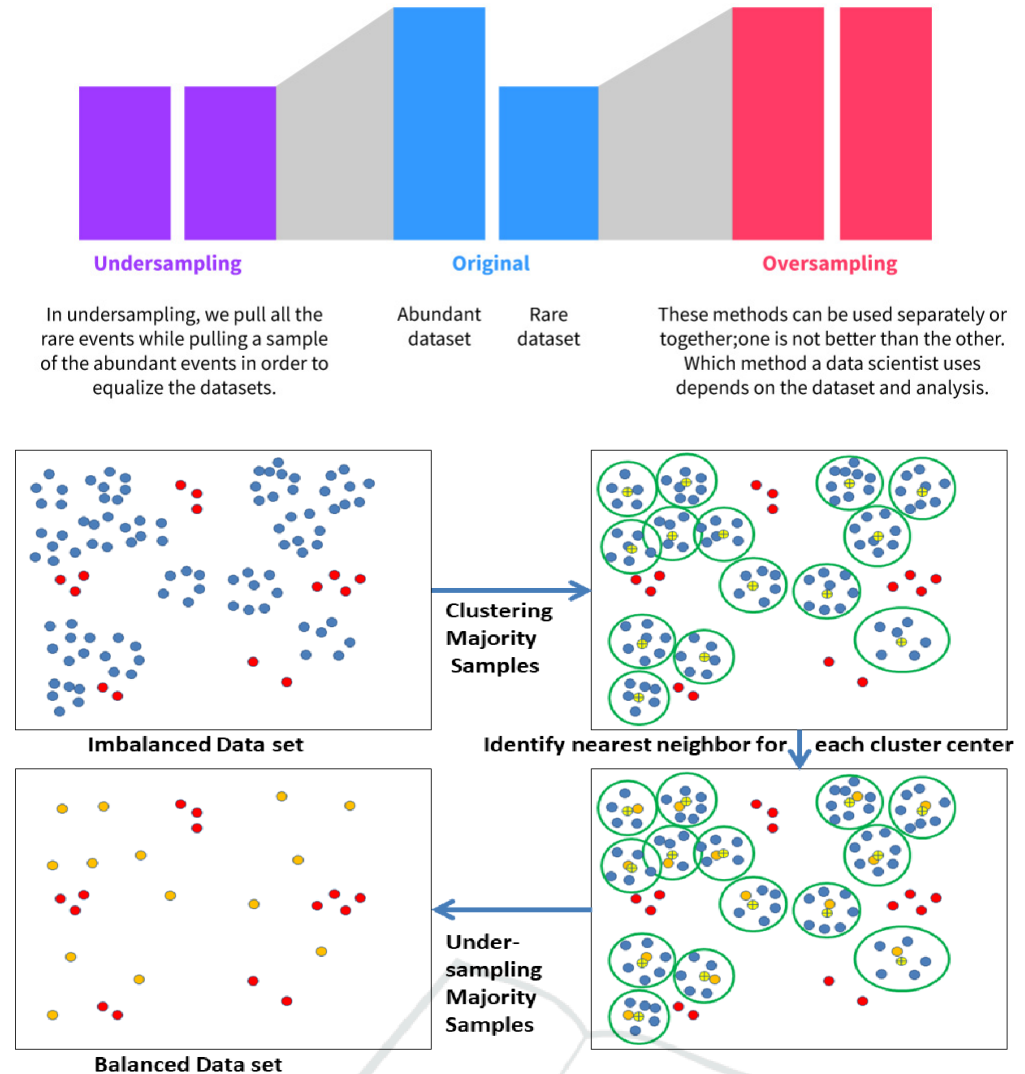 Undersampling
Original
Oversampling
In undersampling, we pull all the
rare events while pulling a sample
of the abundant events in order to
equalize the datasets.
Abundant
dataset
Rare
dataset
These methods can be used separately or
together;one is not better than the other.
Which method a data scientist uses
depends on the dataset and analysis.
Clustering
Majority
Samples
Imbalanced Data set
Identify nearest neighbor for each cluster center
Under-
sampling
Majority
Samples
Balanced Data set